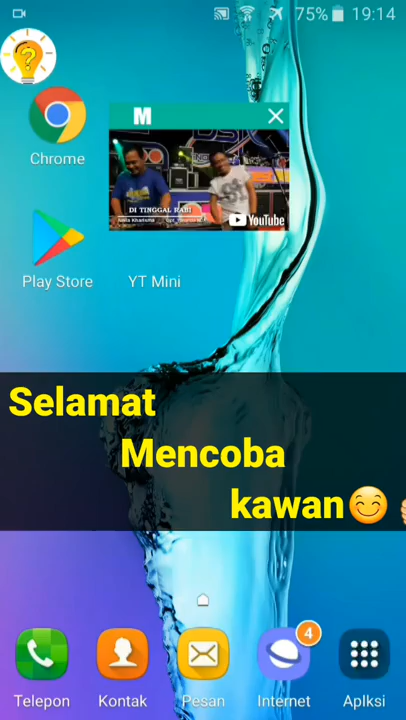 75% 19:14
M
Chrome
DI TINGGAL RABI
YouTube
Play Store
YT Mini
Selamat
Mencoba
kawan😊
4
Telepon
Kontak
Pesan
Internet
Aplksi